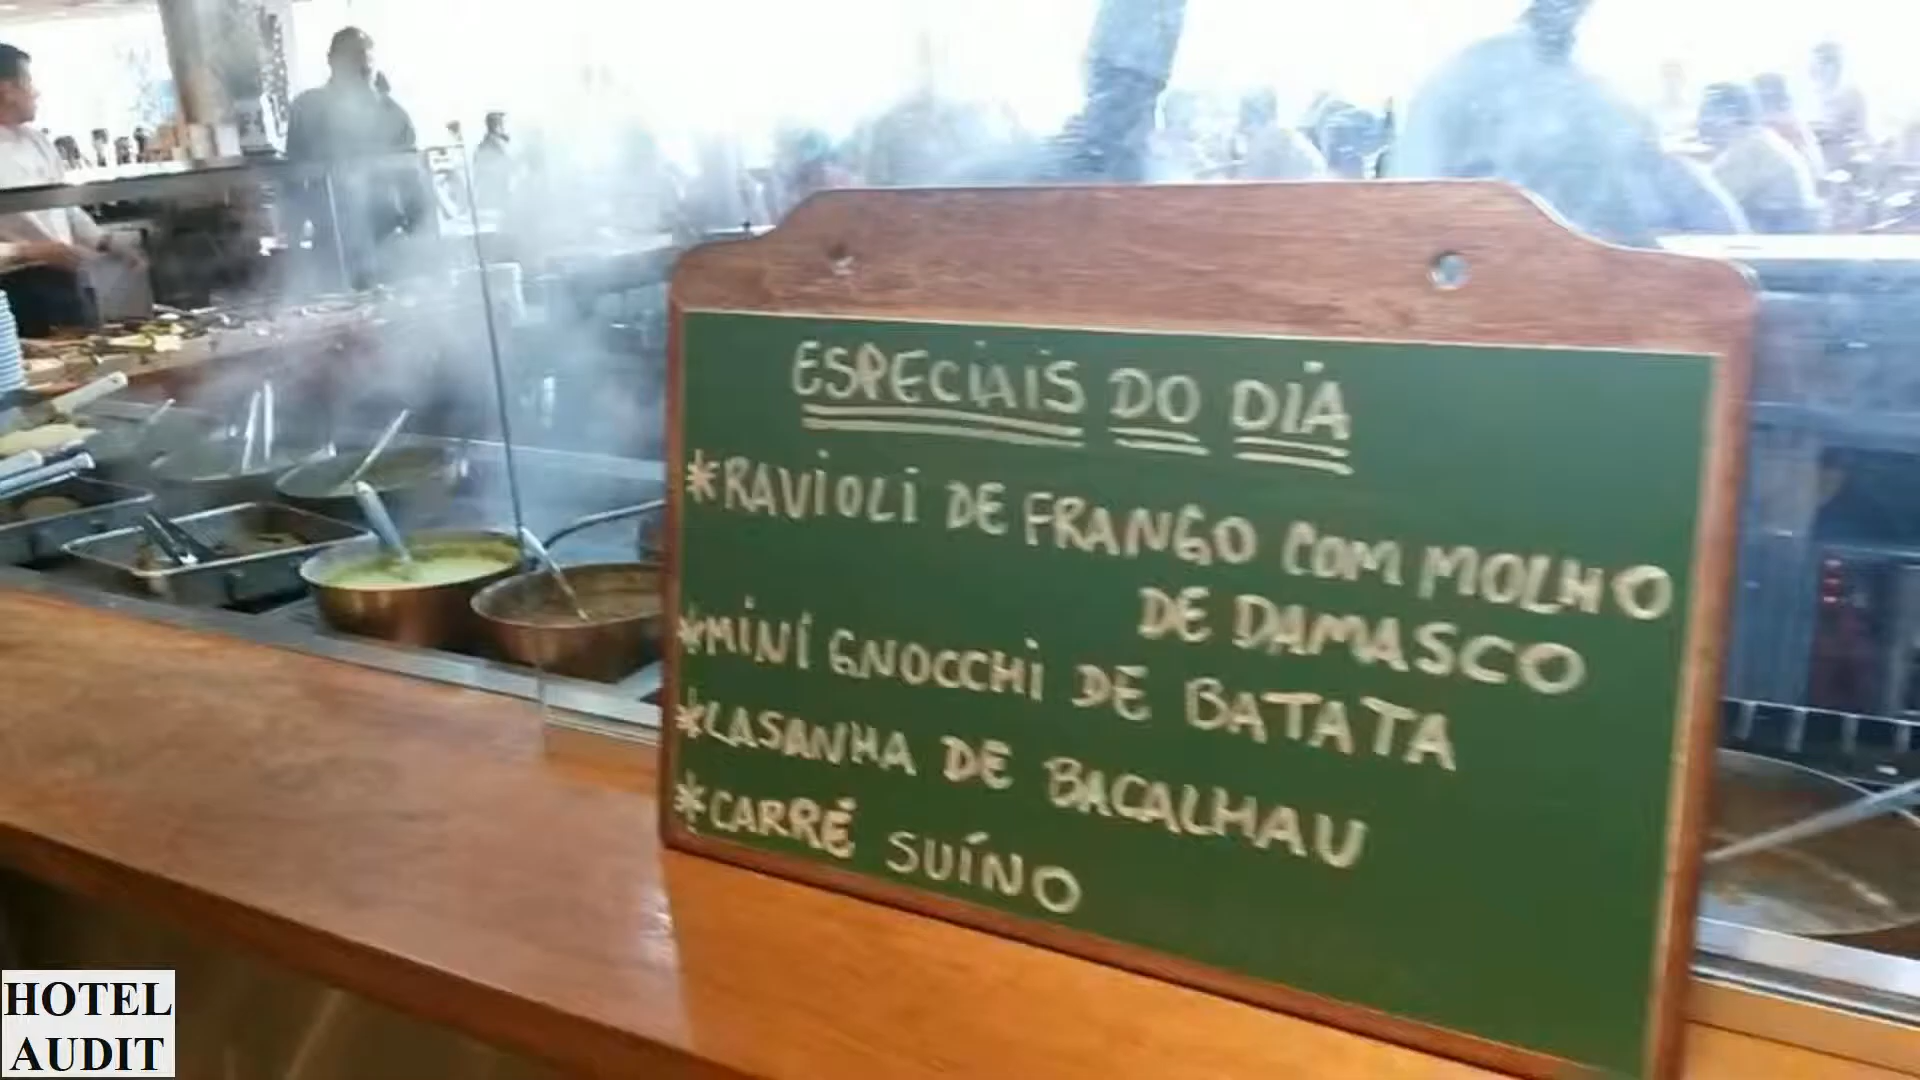 ESPECIAIS DO DIA
*RAVIOLI DE FRANGO COM MOLHO
DE DAMASCO
*MINI GNOCCHI DE BATATA
*LASANHA DE BACALHAU
*CARRÉ SUÍNO
HOTEL
AUDIT